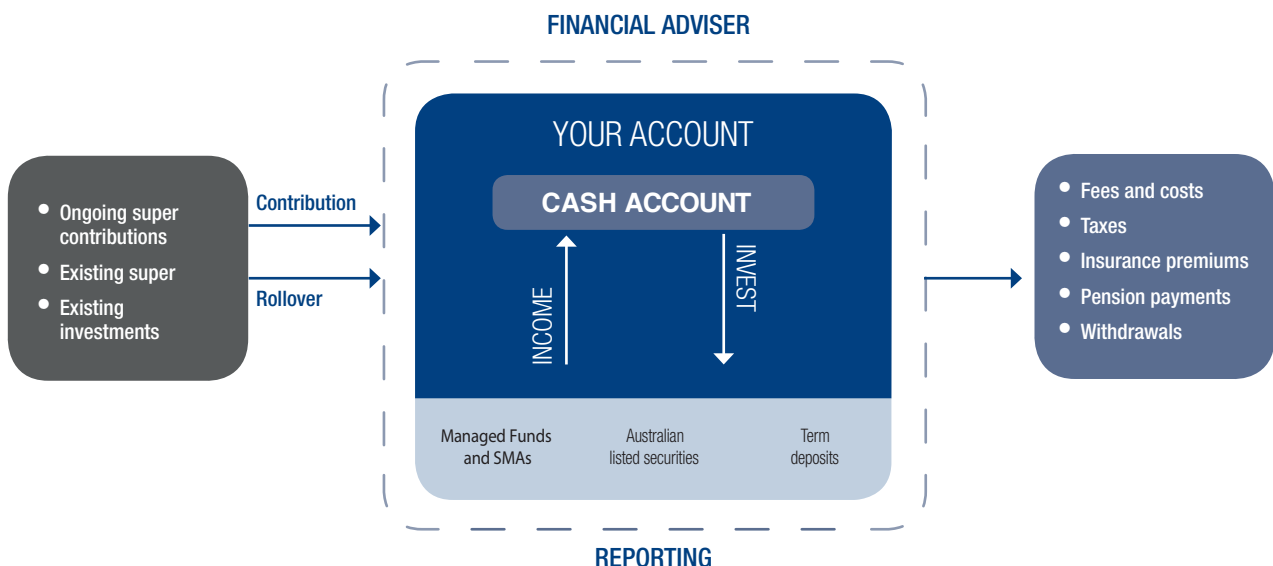 FINANCIAL ADVISER
YOUR ACCOUNT
CASH ACCOUNT
• Ongoing super
contributions
• Existing super
• Existing
investments
Contribution
Rollover
INCOME
INVEST
• Fees and costs
• Taxes
• Insurance premiums
• Pension payments
• Withdrawals
Managed Funds
and SMAs
Australian
listed securities
Term
deposits
REPORTING